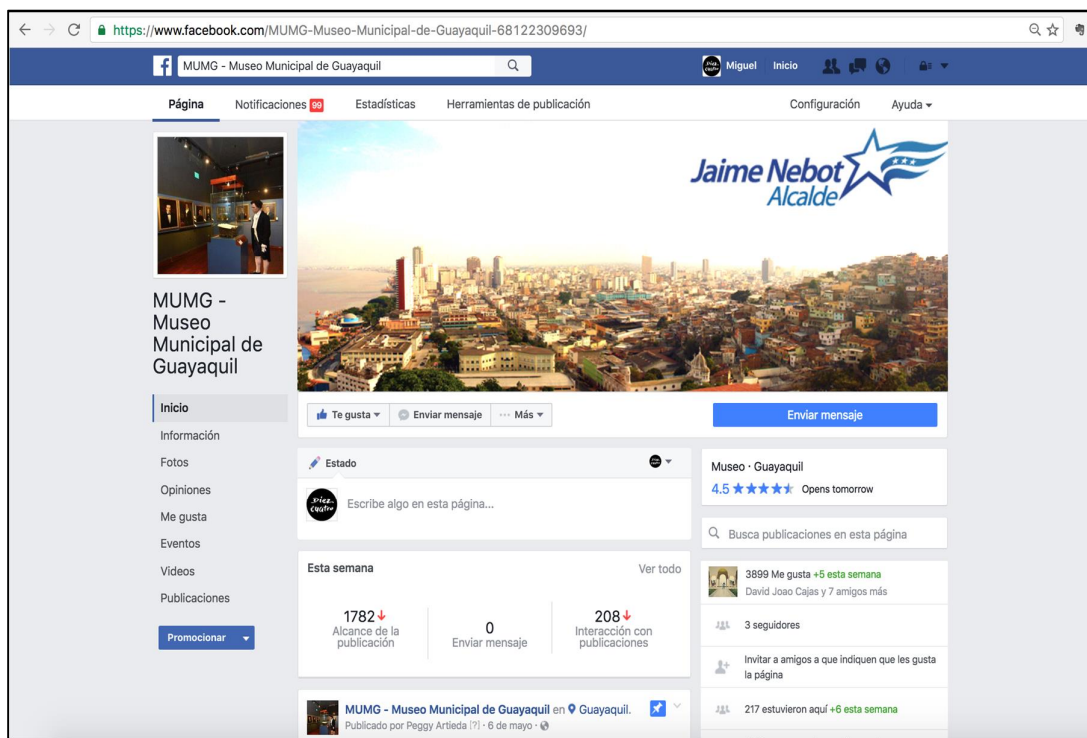 https://www.facebook.com/MUMG-Museo-Municipal-de-Guayaquil-68122309693/
MUMG - Museo Municipal de Guayaquil
Miguel Inicio
Página Notificaciones 99 Estadísticas Herramientas de publicación Configuración Ayuda
Jaime Nebot
Alcalde
MUMG -
Museo
Municipal de
Guayaquil
Inicio
Información
Fotos
Opiniones
Me gusta
Eventos
Videos
Publicaciones
Promocionar
Te gusta Enviar mensaje ··· Más
Enviar mensaje
Estado
Diez
cuatro
Escribe algo en esta página...
Esta semana Ver todo
1782
Alcance de la
publicación
0
Enviar mensaje
208
Interacción con
publicaciones
MUMG - Museo Municipal de Guayaquil en Guayaquil.
Publicado por Peggy Artieda [?] · 6 de mayo ·
Museo · Guayaquil
4.5 Opens tomorrow
Busca publicaciones en esta página
3899 Me gusta +5 esta semana
David Joao Cajas y 7 amigos más
3 seguidores
Invitar a amigos a que indiquen que les gusta
la página
217 estuvieron aquí +6 esta semana